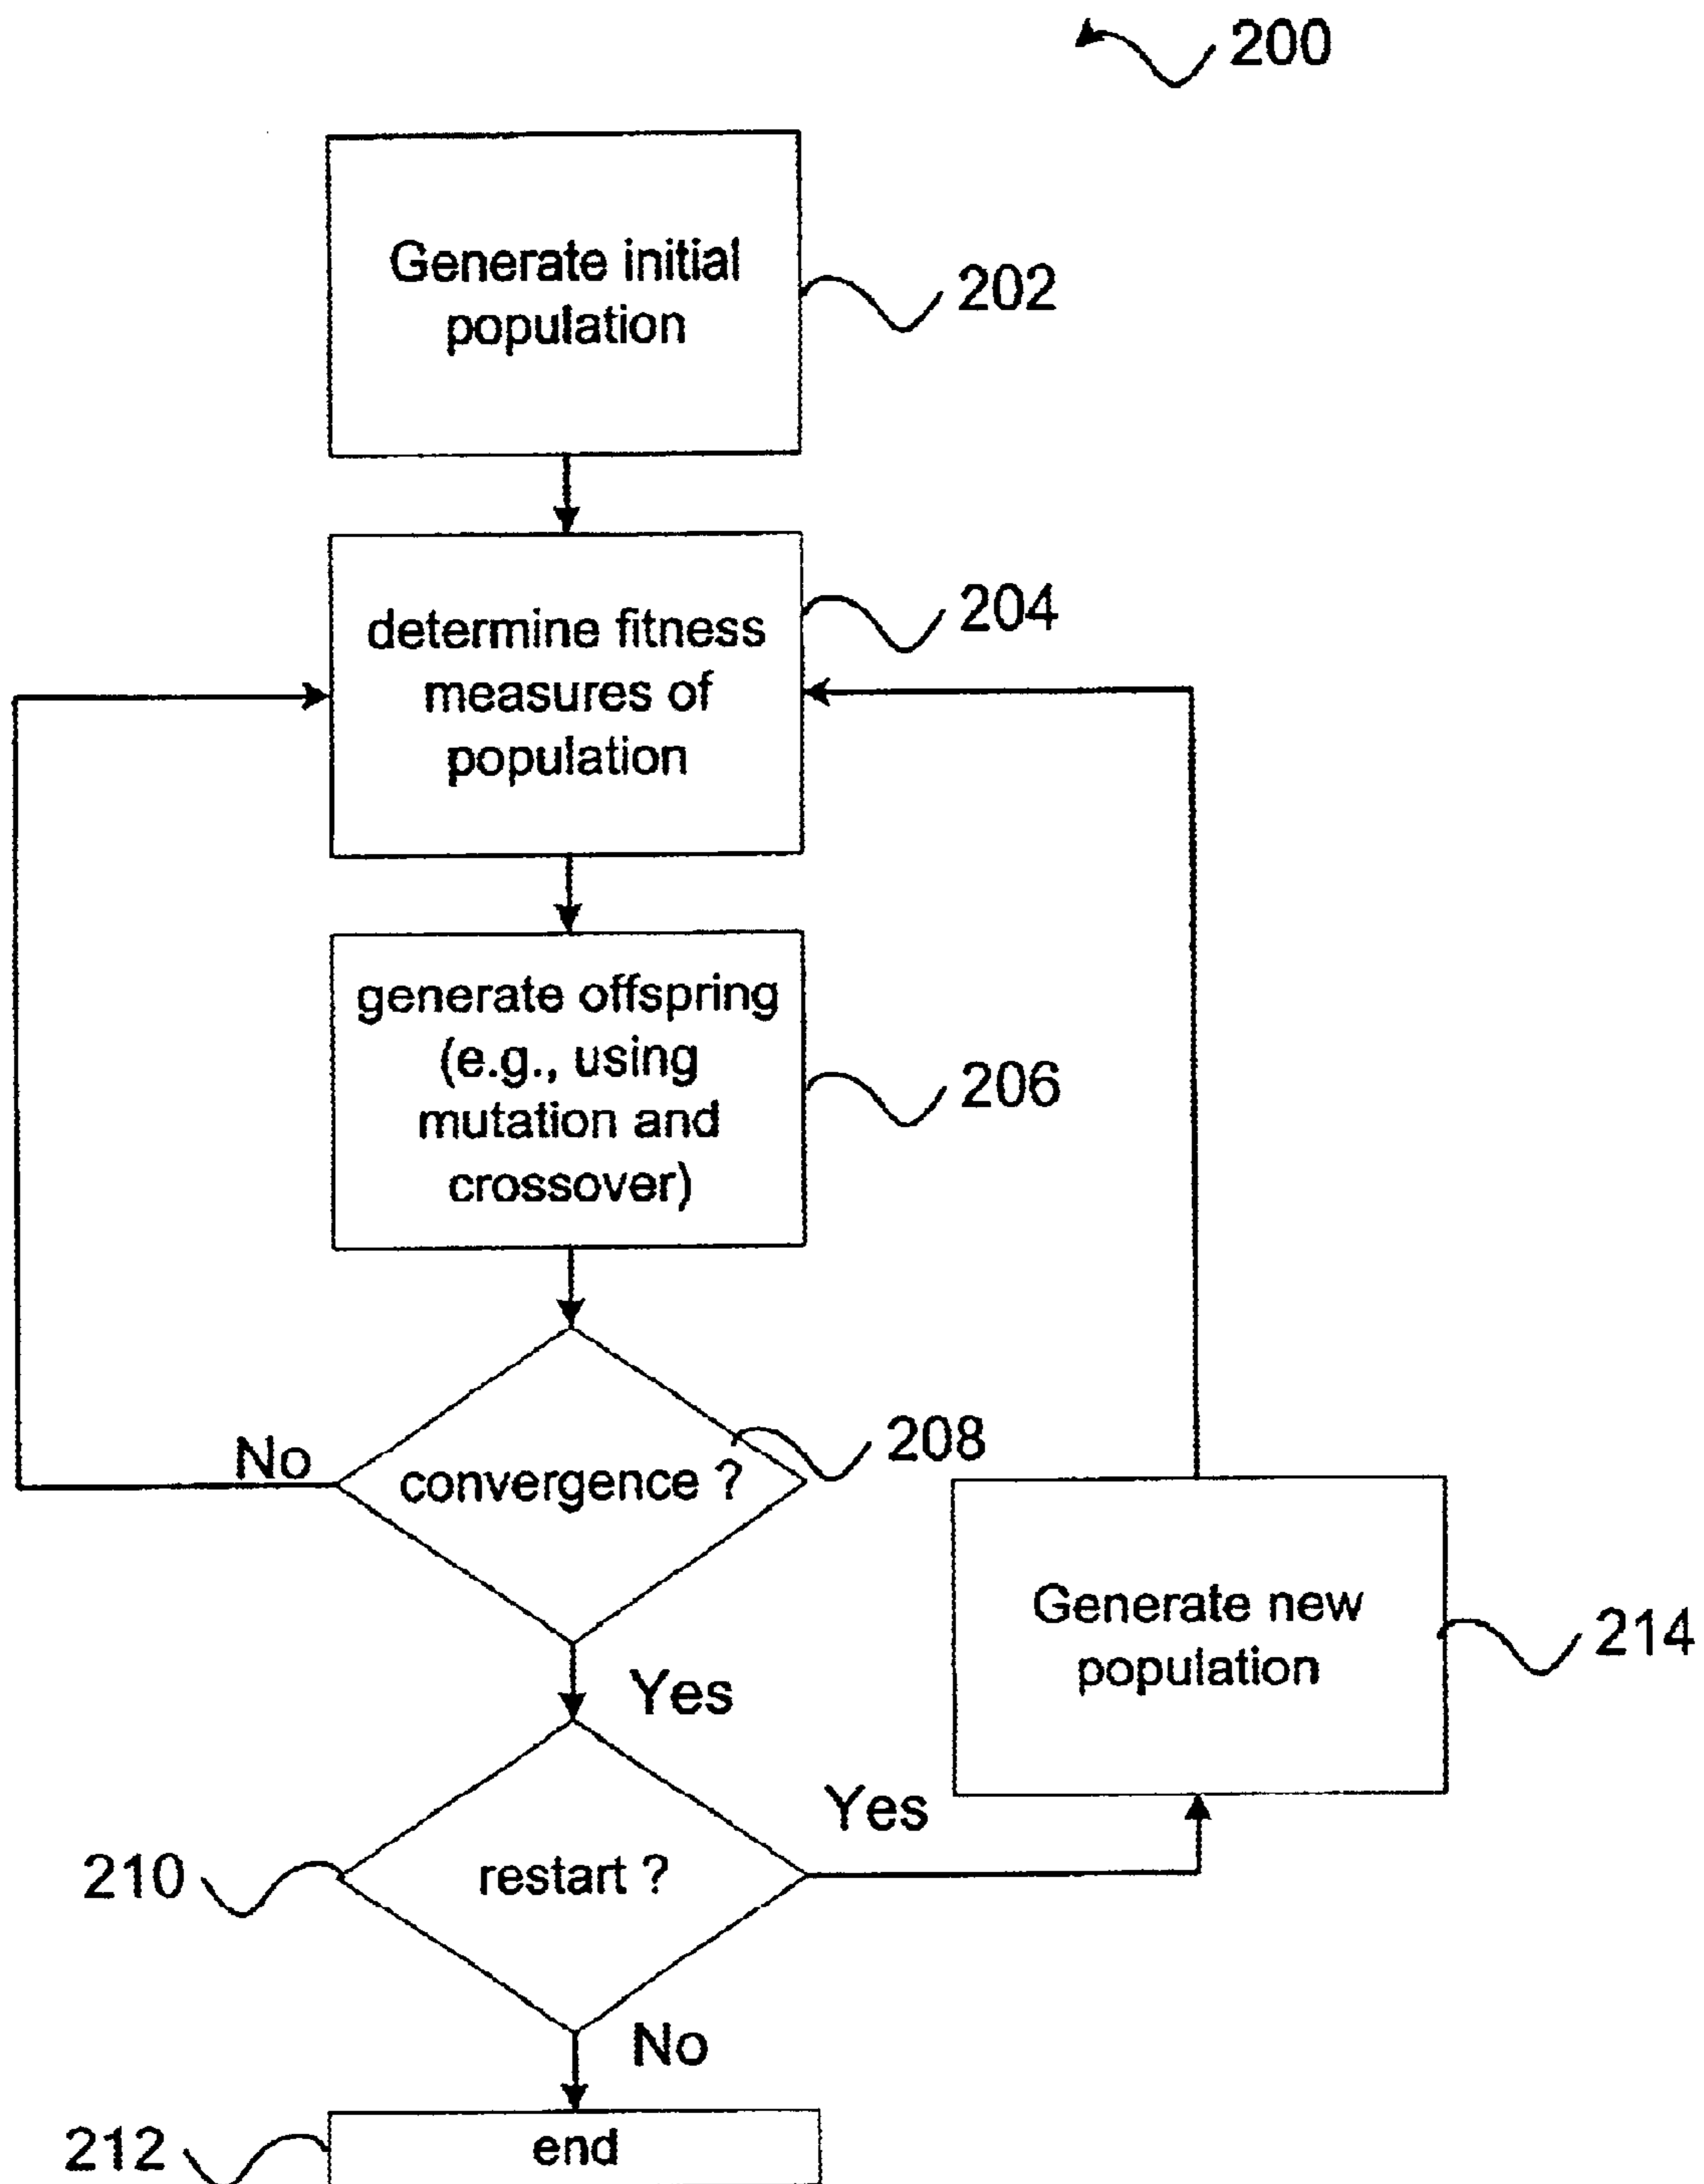 200
Generate initial
population
202
determine fitness
measures of
population
204
generate offspring
(e.g., using
mutation and
crossover)
206
No
convergence ?
208
Yes
Generate new
population
214
Yes
210
restart ?
No
212
end